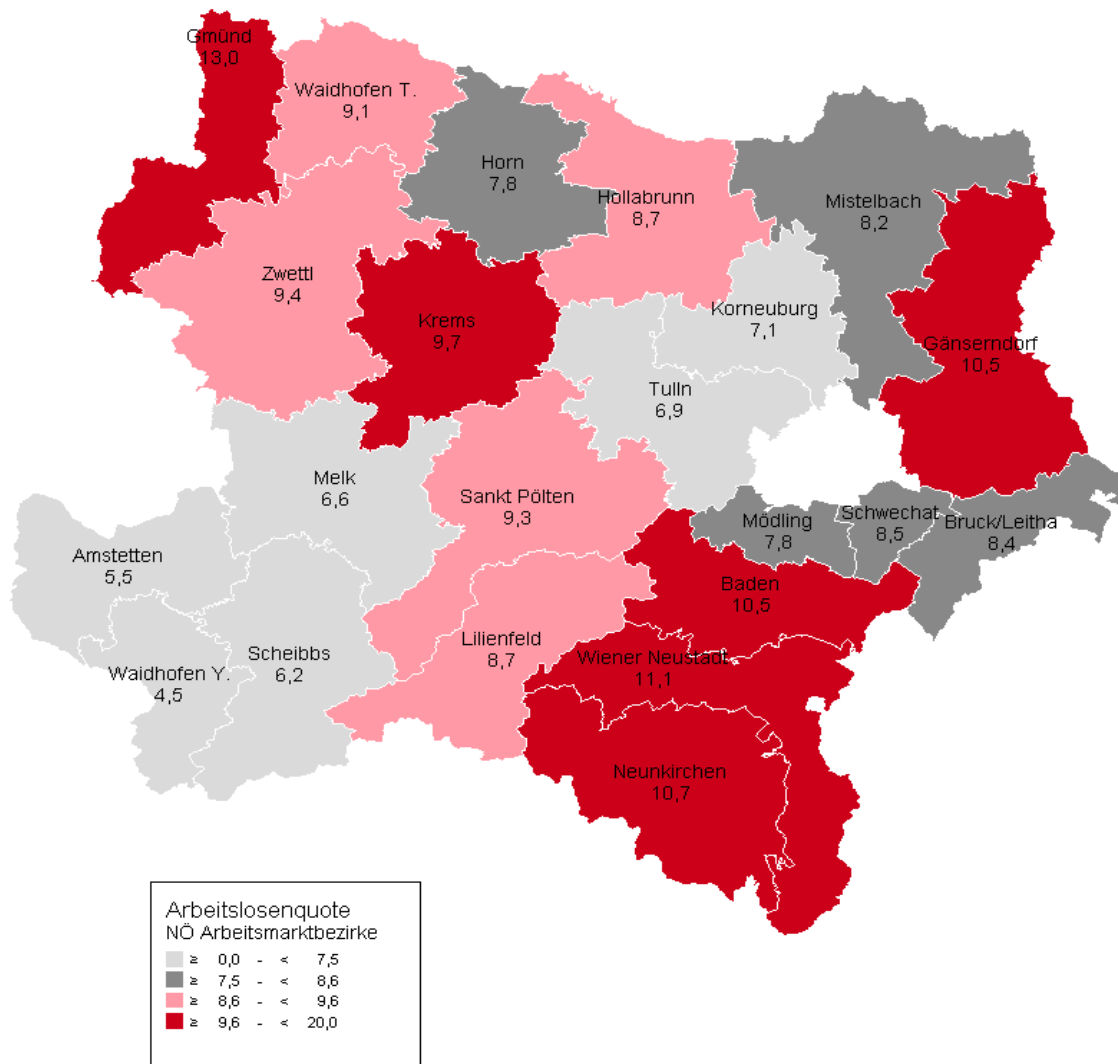 Gmünd
13,0
Waidhofen T.
9,1
Horn
7,8
Hollabrunn
8,7
Mistelbach
8,2
Zwettl
9,4
Krems
9,7
Korneuburg
7,1
Gänserndorf
10,5
Tulln
6,9
Melk
6,6
Sankt Pölten
9,3
Mödling
7,8
Schwechat
8,5
Bruck/Leitha
8,4
Amstetten
5,5
Baden
10,5
Waidhofen Y.
4,5
Scheibbs
6,2
Lilienfeld
8,7
Wiener Neustadt
11,1
Neunkirchen
10,7
Arbeitslosenquote
NÖ Arbeitsmarktbezirke
≥ 0,0 - < 7,5
≥ 7,5 - < 8,6
≥ 8,6 - < 9,6
≥ 9,6 - < 20,0